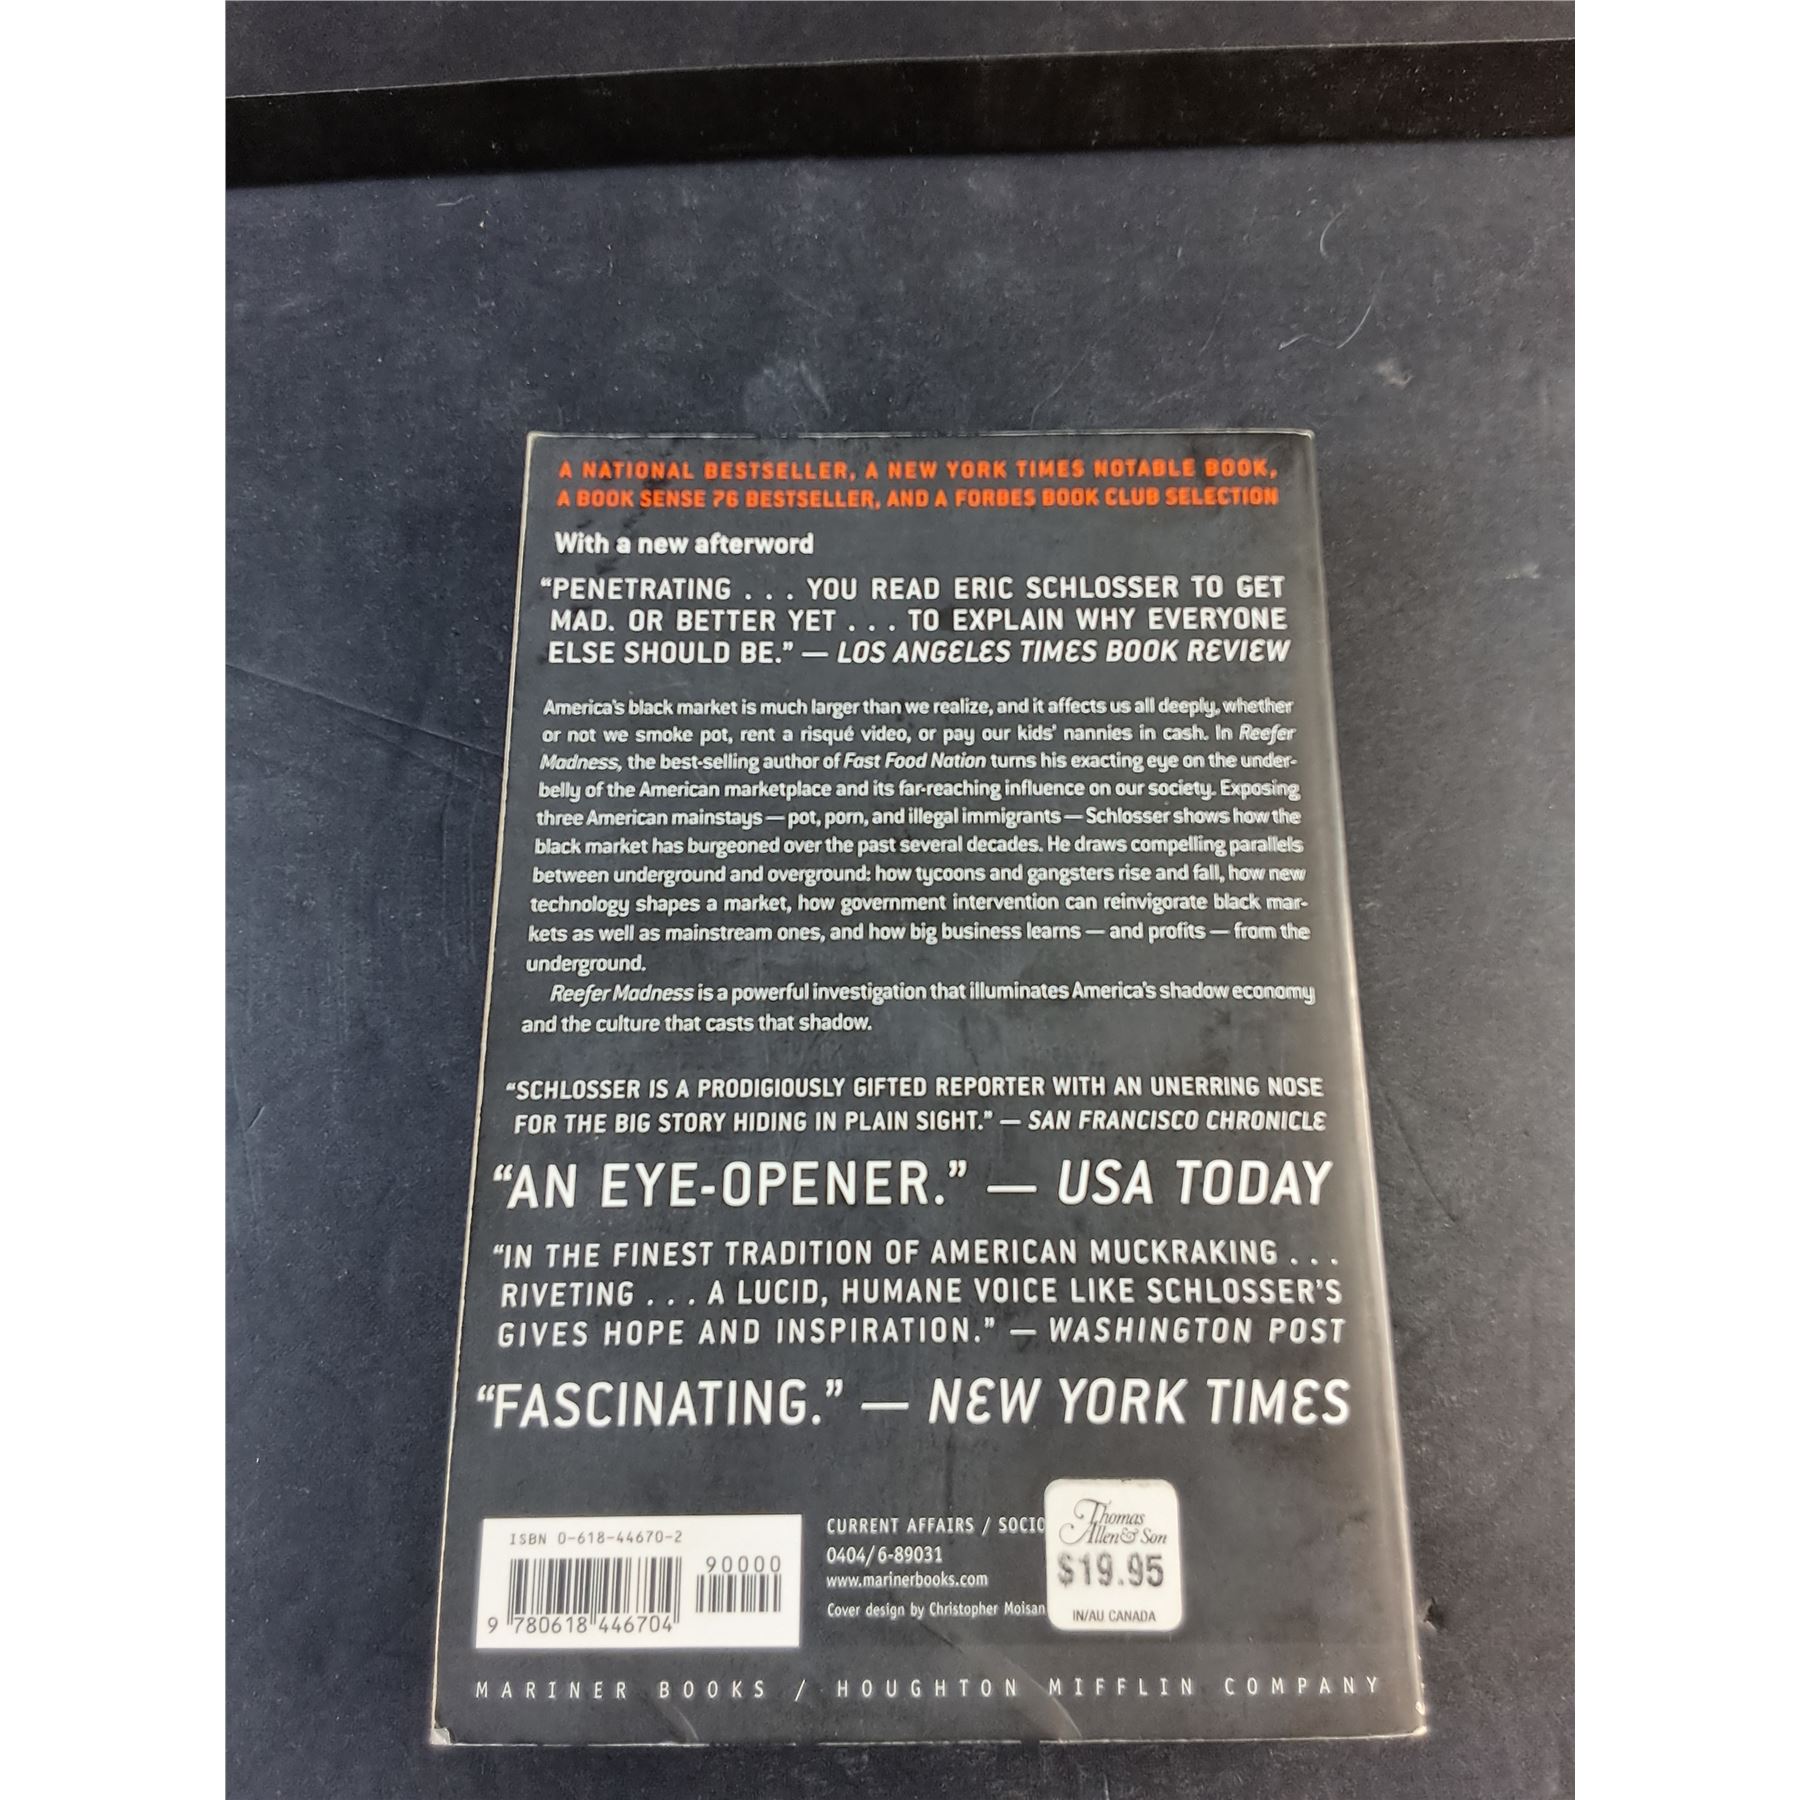 A NATIONAL BESTSELLER, A NEW YORK TIMES NOTABLE BOOK,
A BOOK SENSE 76 BESTSELLER, AND A FORBES BOOK CLUB SELECTION
With a new afterword
“PENETRATING . . . YOU READ ERIC SCHLOSSER TO GET
MAD. OR BETTER YET . . . TO EXPLAIN WHY EVERYONE
ELSE SHOULD BE.” — LOS ANGELES TIMES BOOK REVIEW
America’s black market is much larger than we realize, and it affects us all deeply, whether
or not we smoke pot, rent a risqué video, or pay our kids’ nannies in cash. In Reefer
Madness, the best-selling author of Fast Food Nation turns his exacting eye on the under-
belly of the American marketplace and its far-reaching influence on our society. Exposing
three American mainstays — pot, porn, and illegal immigrants — Schlosser shows how the
black market has burgeoned over the past several decades. He draws compelling parallels
between underground and overground: how tycoons and gangsters rise and fall, how new
technology shapes a market, how government intervention can reinvigorate black mar-
kets as well as mainstream ones, and how big business learns — and profits — from the
underground.
Reefer Madness is a powerful investigation that illuminates America’s shadow economy
and the culture that casts that shadow.
“SCHLOSSER IS A PRODIGIOUSLY GIFTED REPORTER WITH AN UNERRING NOSE
FOR THE BIG STORY HIDING IN PLAIN SIGHT.” — SAN FRANCISCO CHRONICLE
“AN EYE-OPENER.” — USA TODAY
“IN THE FINEST TRADITION OF AMERICAN MUCKRAKING . . .
RIVETING . . . A LUCID, HUMANE VOICE LIKE SCHLOSSER’S
GIVES HOPE AND INSPIRATION.” — WASHINGTON POST
“FASCINATING.” — NEW YORK TIMES
ISBN 0-618-44670-2
90000
9 780618 446704
CURRENT AFFAIRS / SOCIO
0404/6-89031
www.marinerbooks.com
Cover design by Christopher Moisan
Thomas
Allen & Son
$19.95
IN/AU CANADA
MARINER BOOKS / HOUGHTON MIFFLIN COMPANY